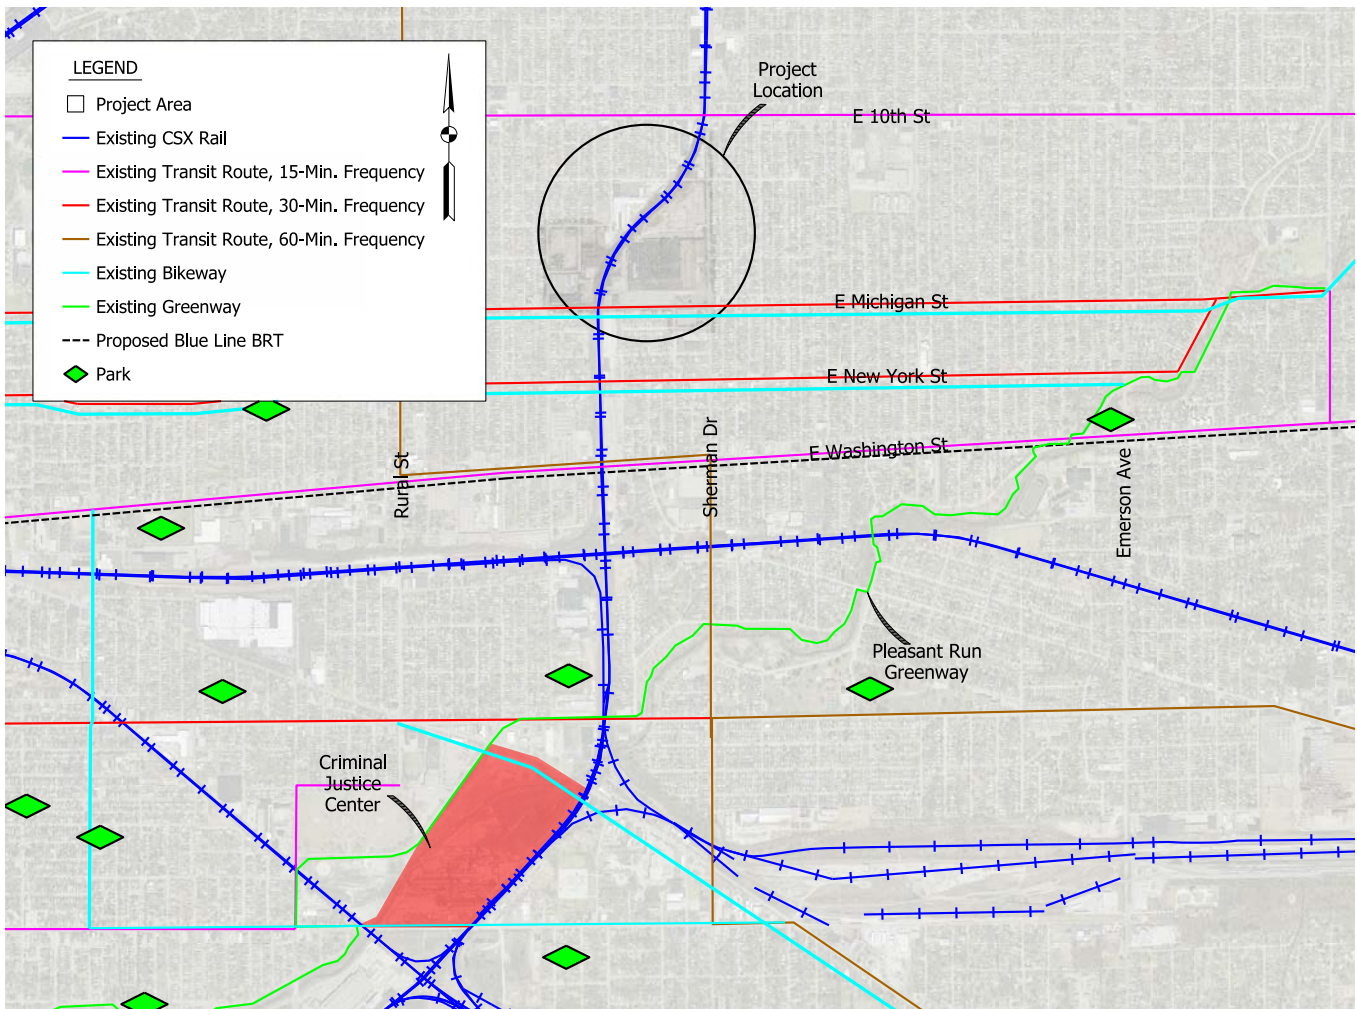 LEGEND
Project Area
Existing CSX Rail
Existing Transit Route, 15-Min. Frequency
Existing Transit Route, 30-Min. Frequency
Existing Transit Route, 60-Min. Frequency
Existing Bikeway
Existing Greenway
Proposed Blue Line BRT
Park
Project
Location
E 10th St
E Michigan St
E New York St
E Washington St
Rural St
Sherman Dr
Emerson Ave
Pleasant Run
Greenway
Criminal
Justice
Center